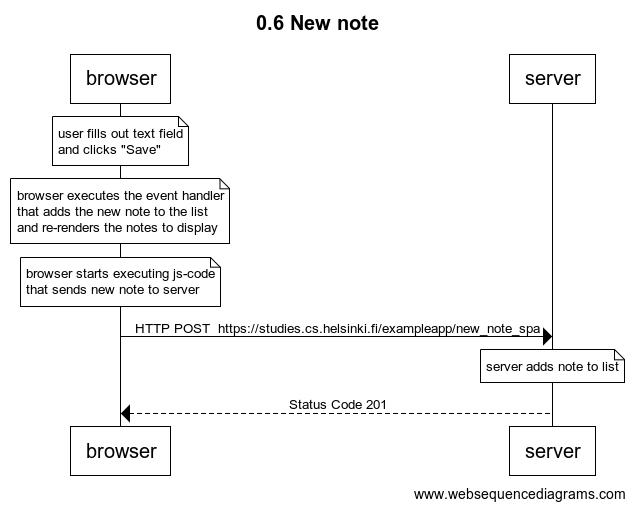 0.6 New note
browser
server
user fills out text field
and clicks "Save"
browser executes the event handler
that adds the new note to the list
and re-renders the notes to display
browser starts executing js-code
that sends new note to server
HTTP POST  https://studies.cs.helsinki.fi/exampleapp/new_note_spa
server adds note to list
Status Code 201
browser
server
www.websequencediagrams.com